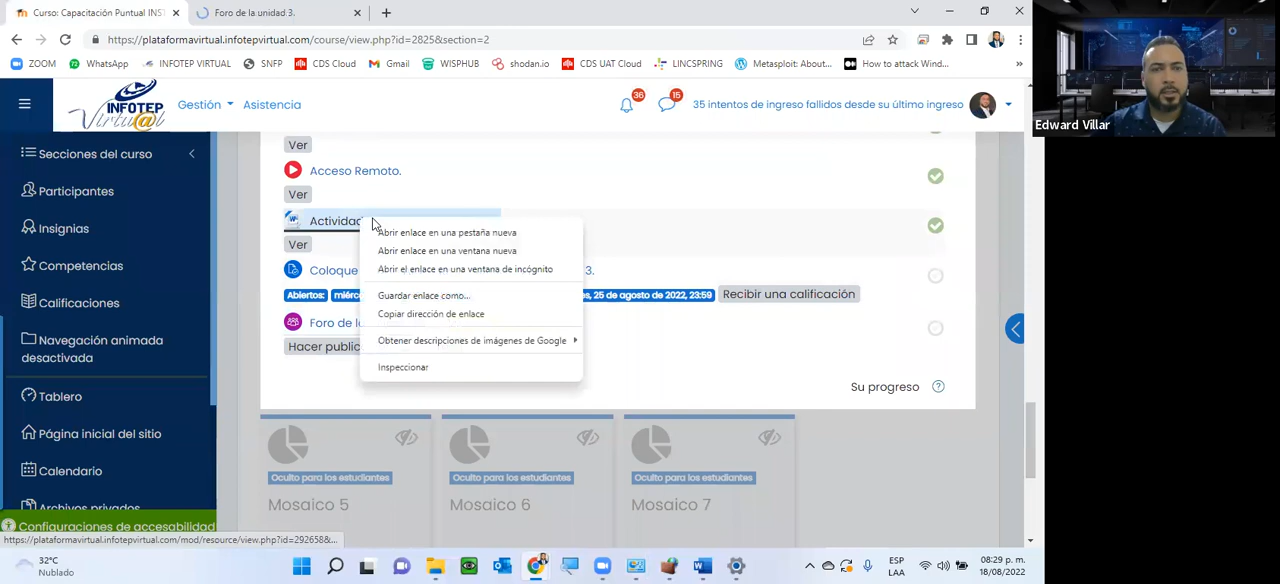 Curso: Capacitación Puntual INS
Foro de la unidad 3.
https://plataformavirtual.infotepvirtual.com/course/view.php?id=2825&section=2
ZOOM WhatsApp INFOTEP VIRTUAL SNFP CDS Cloud Gmail WISPHUB shodan.io CDS UAT Cloud LINCSPRING Metasploit: About... How to attack Wind... »
INFOTEP
Virtu@l
Gestión Asistencia
36 15
35 intentos de ingreso fallidos desde su último ingreso
Edward Villar
Secciones del curso
Participantes
Insignias
Competencias
Calificaciones
Navegación animada
desactivada
Tablero
Página inicial del sitio
Calendario
Archivos privados
Configuraciones de accesabilidad
https://plataformavirtual.infotepvirtual.com/mod/resource/view.php?id=292658&...
Ver
Acceso Remoto.
Ver
Actividad
Ver
Coloque 3.
Abiertos: miérc es, 25 de agosto de 2022, 23:59 Recibir una calificación
Foro de l
Hacer public
Abrir enlace en una pestaña nueva
Abrir enlace en una ventana nueva
Abrir el enlace en una ventana de incógnito
Guardar enlace como...
Copiar dirección de enlace
Obtener descripciones de imágenes de Google
Inspeccionar
Su progreso
Oculto para los estudiantes Oculto para los estudiantes Oculto para los estudiantes
Mosaico 5 Mosaico 6 Mosaico 7
32°C
Nublado
ESP
LAA
08:29 p. m.
18/08/2022